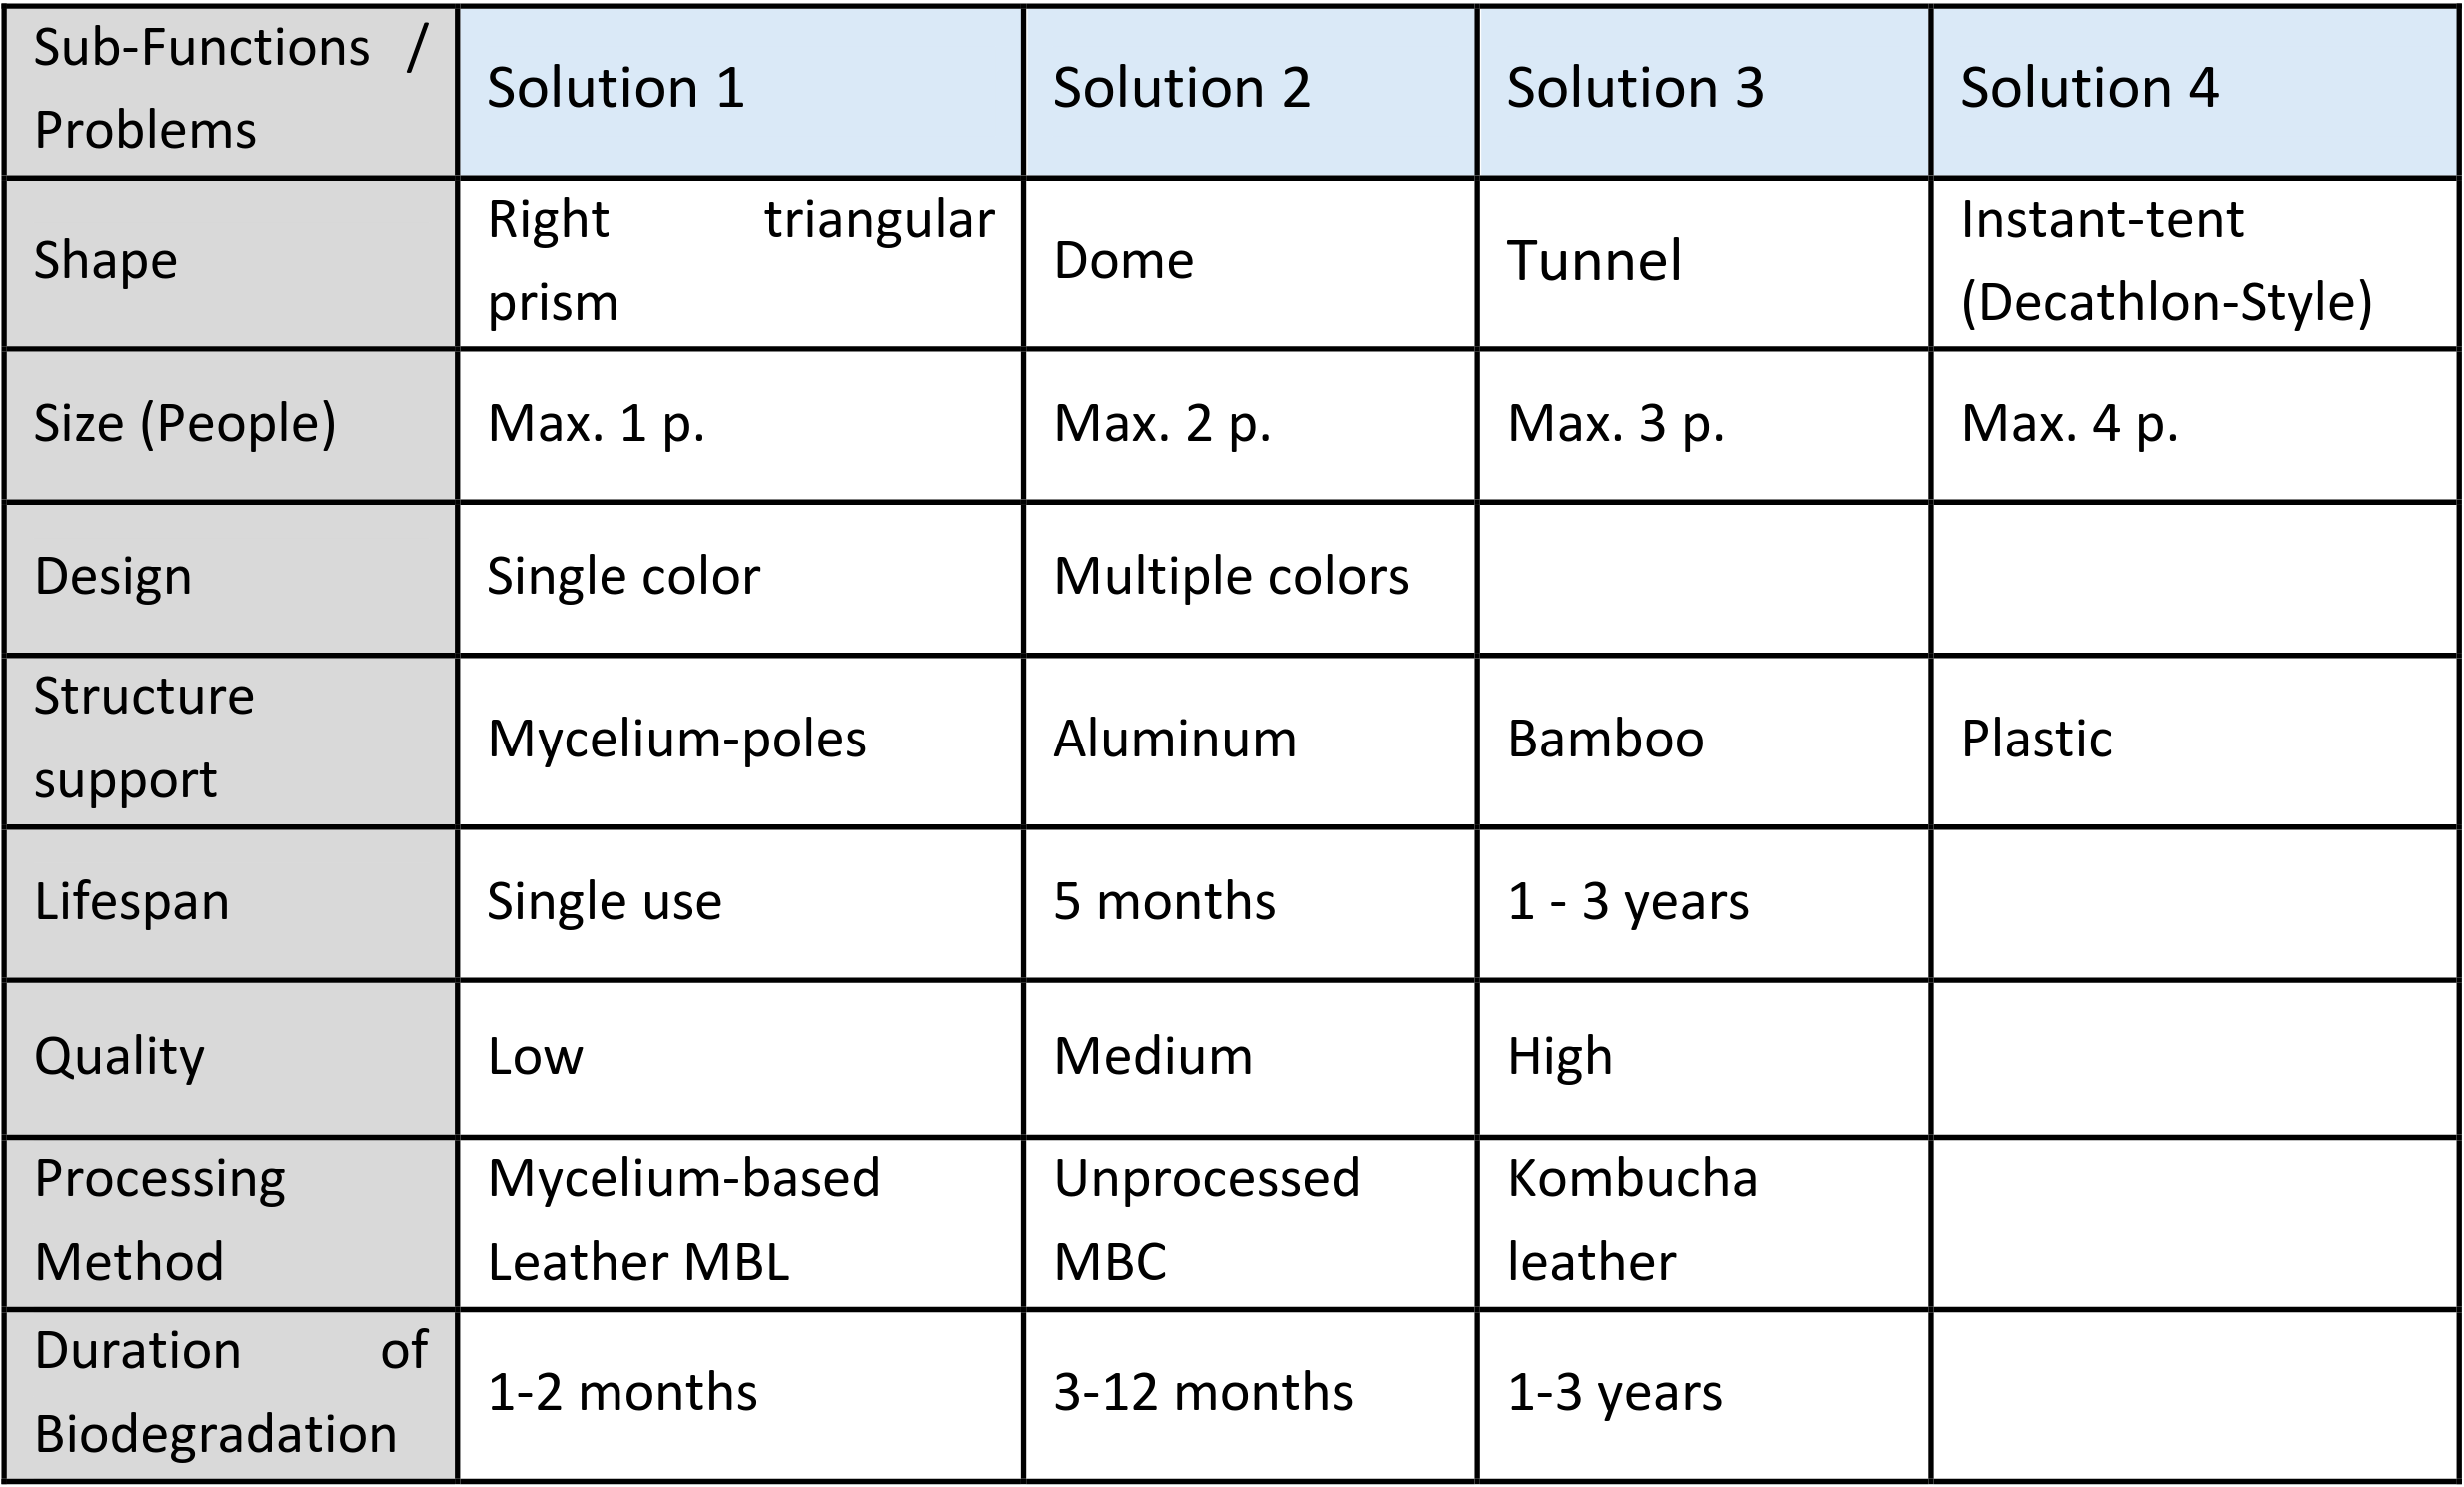 Sub-Functions /
Problems
Solution 1
Solution 2
Solution 3
Solution 4
Shape
Right triangular
prism
Dome
Tunnel
Instant-tent
(Decathlon-Style)
Size (People)
Max. 1 p.
Max. 2 p.
Max. 3 p.
Max. 4 p.
Design
Single color
Multiple colors
Structure
support
Mycelium-poles
Aluminum
Bamboo
Plastic
Lifespan
Single use
5 months
1 - 3 years
Quality
Low
Medium
High
Processing
Method
Mycelium-based
Leather MBL
Unprocessed
MBC
Kombucha
leather
Duration of
Biodegradation
1-2 months
3-12 months
1-3 years